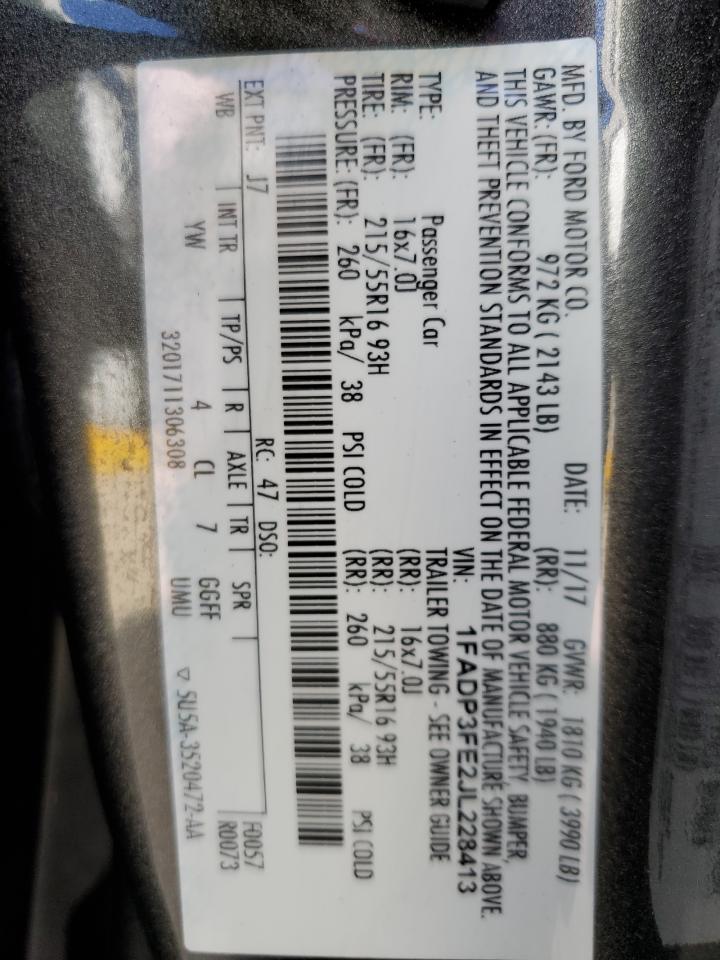 MFD. BY FORD MOTOR CO.
DATE: 11/17 GVWR: 1810 KG ( 3990 LB)
GAWR: (FR): 972 KG ( 2143 LB) (RR): 880 KG ( 1940 LB)
THIS VEHICLE CONFORMS TO ALL APPLICABLE FEDERAL MOTOR VEHICLE SAFETY, BUMPER,
AND THEFT PREVENTION STANDARDS IN EFFECT ON THE DATE OF MANUFACTURE SHOWN ABOVE.
VIN: 1FADP3FE2JL228413
TYPE: Passenger Car TRAILER TOWING - SEE OWNER GUIDE
RIM: (FR): 16x7.0J (RR): 16x7.0J
TIRE: (FR): 215/55R16 93H (RR): 215/55R16 93H
PRESSURE: (FR): 260 kPa/ 38 PSI COLD (RR): 260 kPa/ 38 PSI COLD
EXT PNT: J7 RC: 47 DSO: F0057
WB | INT TR | TP/PS | R | AXLE | TR | SPR | R0073
YW 4 CL 7 GGFF
UMU
3201711306308 ▽ SU5A-3520472-AA